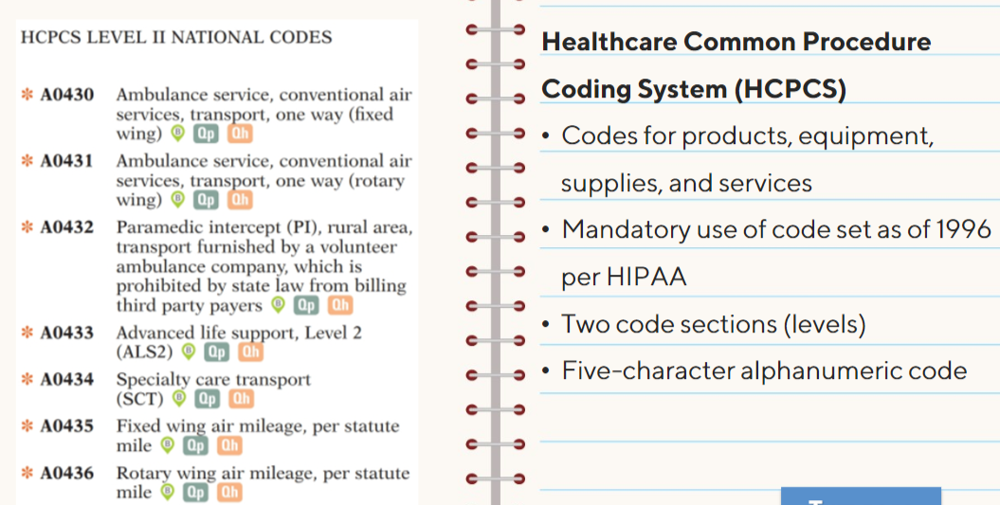 HCPCS LEVEL II NATIONAL CODES
✻ A0430 Ambulance service, conventional air
services, transport, one way (fixed
wing) B Qp Qh
✻ A0431 Ambulance service, conventional air
services, transport, one way (rotary
wing) B Qp Qh
✻ A0432 Paramedic intercept (PI), rural area,
transport furnished by a volunteer
ambulance company, which is
prohibited by state law from billing
third party payers B Qp Qh
✻ A0433 Advanced life support, Level 2
(ALS2) B Qp Qh
✻ A0434 Specialty care transport
(SCT) B Qp Qh
✻ A0435 Fixed wing air mileage, per statute
mile B Qp Qh
✻ A0436 Rotary wing air mileage, per statute
mile B Qp Qh
Healthcare Common Procedure
Coding System (HCPCS)
• Codes for products, equipment,
supplies, and services
• Mandatory use of code set as of 1996
per HIPAA
• Two code sections (levels)
• Five-character alphanumeric code